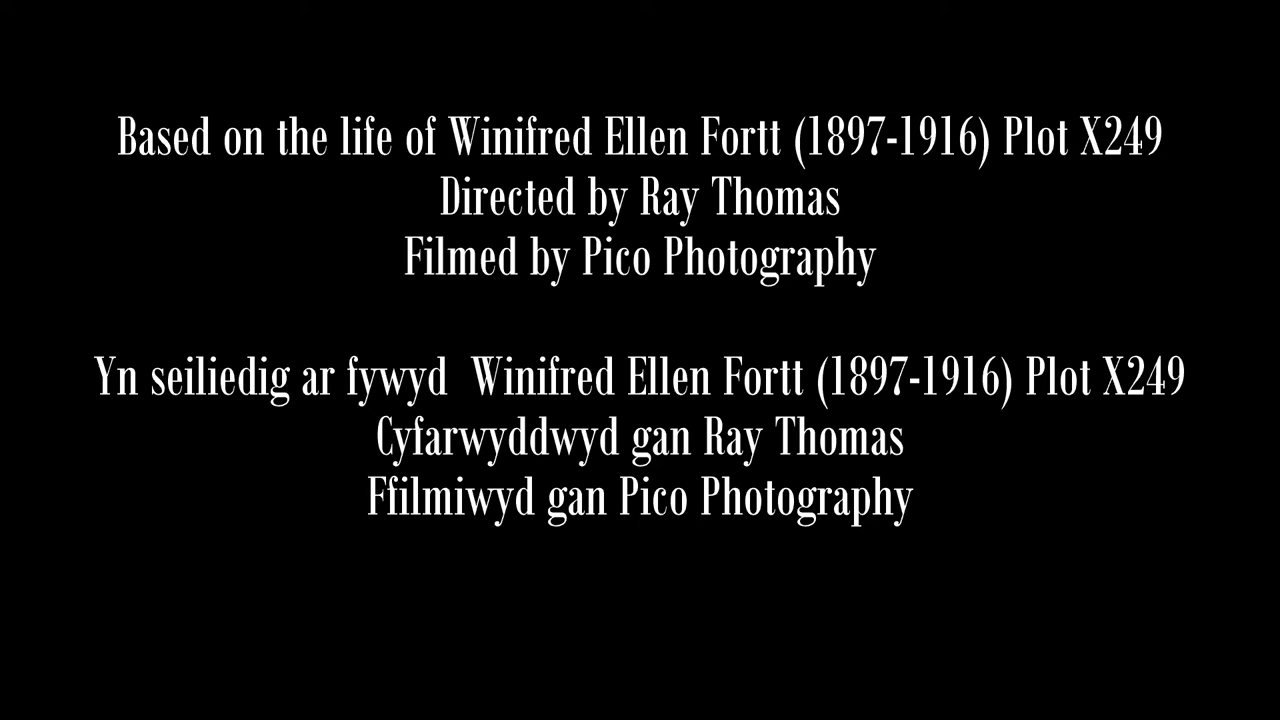 Based on the life of Winifred Ellen Fortt (1897-1916) Plot X249
Directed by Ray Thomas
Filmed by Pico Photography
Yn seiliedig ar fywyd  Winifred Ellen Fortt (1897-1916) Plot X249
Cyfarwyddwyd gan Ray Thomas
Ffilmiwyd gan Pico Photography